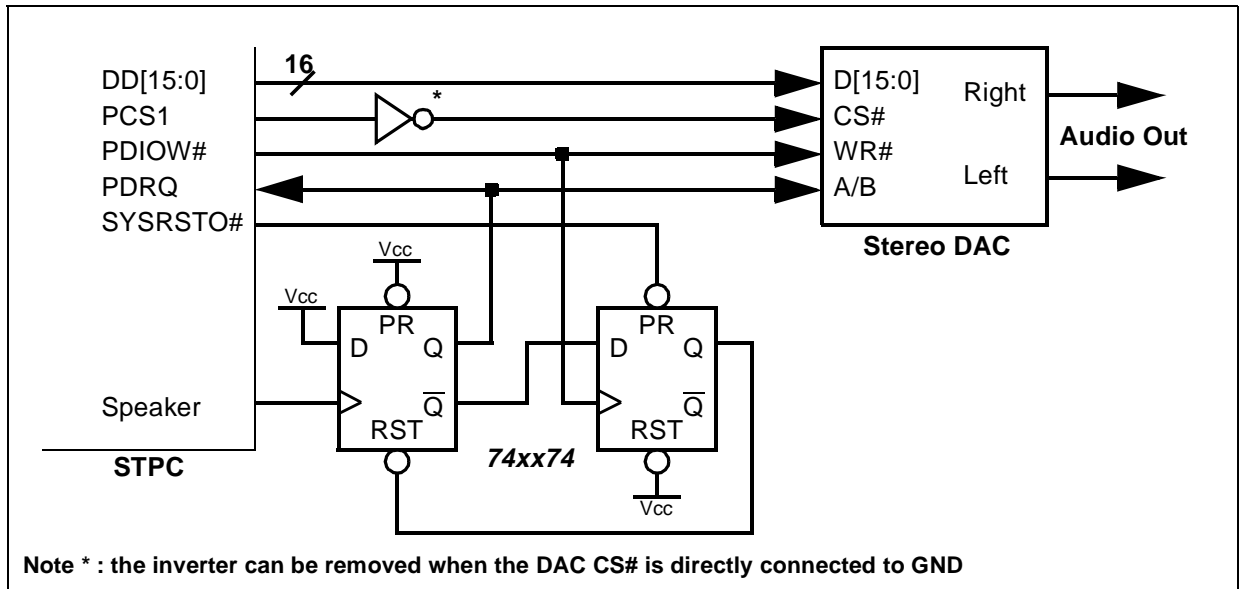 16
*
DD[15:0]
PCS1
PDIOW#
PDRQ
SYSRSTO#
D[15:0]
CS#
WR#
A/B
Right
Left
Audio Out
Stereo DAC
Vcc
Vcc
PR
D
Q
Q
RST
PR
D
Q
Q
RST
Vcc
74xx74
Speaker
STPC
Note * : the inverter can be removed when the DAC CS# is directly connected to GND